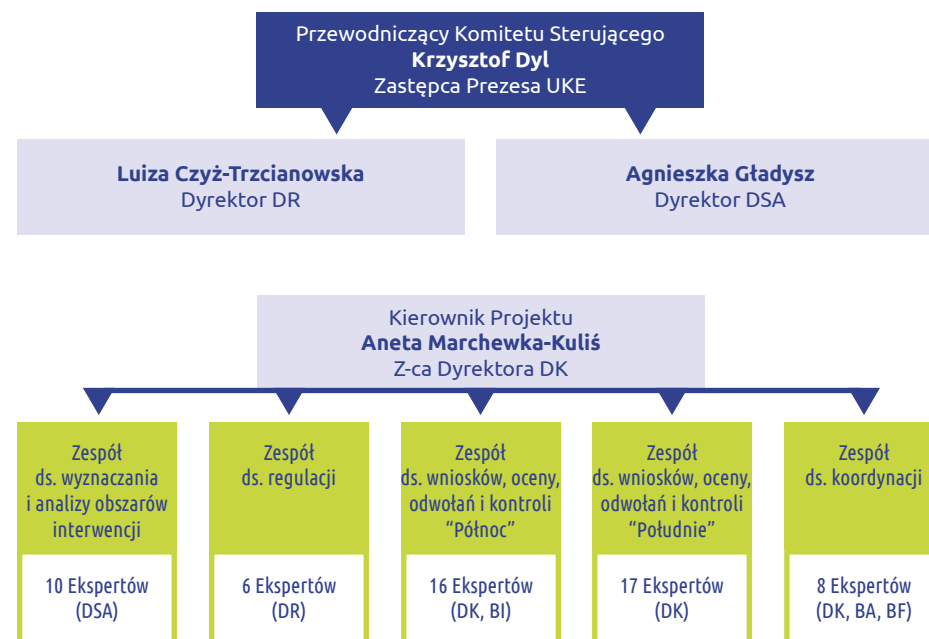 Przewodniczący Komitetu Sterującego
Krzysztof Dyl
Zastępca Prezesa UKE
Luiza Czyż-Trzcianowska
Dyrektor DR
Agnieszka Gładysz
Dyrektor DSA
Kierownik Projektu
Aneta Marchewka-Kuliś
Z-ca Dyrektora DK
Zespół
ds. wyznaczania
i analizy obszarów
interwencji
10 Ekspertów
(DSA)
Zespół
ds. regulacji
6 Ekspertów
(DR)
Zespół
ds. wniosków, oceny,
odwołań i kontroli
“Północ”
16 Ekspertów
(DK, BI)
Zespół
ds. wniosków, oceny,
odwołań i kontroli
“Południe”
17 Ekspertów
(DK)
Zespół
ds. koordynacji
8 Ekspertów
(DK, BA, BF)